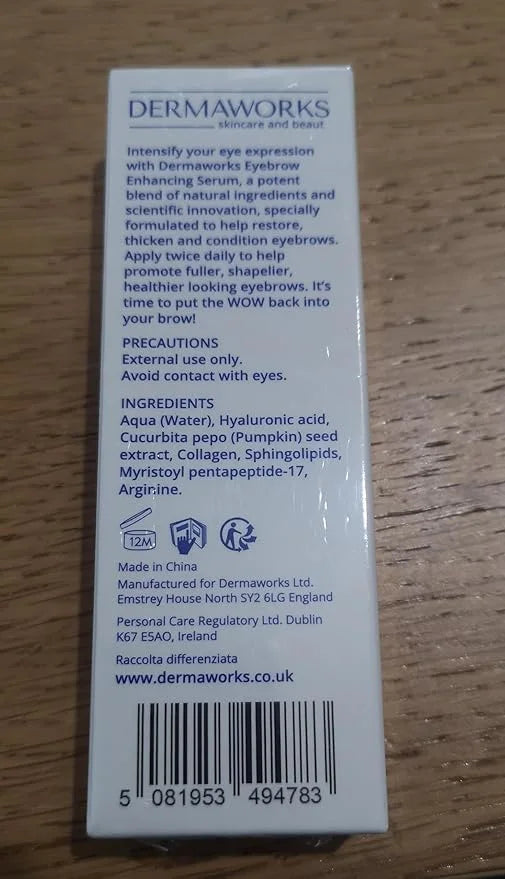 DERMAWORKS
skincare and beaut
Intensify your eye expression
with Dermaworks Eyebrow
Enhancing Serum, a potent
blend of natural ingredients and
scientific innovation, specially
formulated to help restore,
thicken and condition eyebrows.
Apply twice daily to help
promote fuller, shapelier,
healthier looking eyebrows. It's
time to put the WOW back into
your brow!
PRECAUTIONS
External use only.
Avoid contact with eyes.
INGREDIENTS
Aqua (Water), Hyaluronic acid,
Cucurbita pepo (Pumpkin) seed
extract, Collagen, Sphingolipids,
Myristoyl pentapeptide-17,
Arginine.
12M
Made in China
Manufactured for Dermaworks Ltd.
Emstrey House North SY2 6LG England
Personal Care Regulatory Ltd. Dublin
K67 E5AO, Ireland
Raccolta differenziata
www.dermaworks.co.uk
5 081953 494783